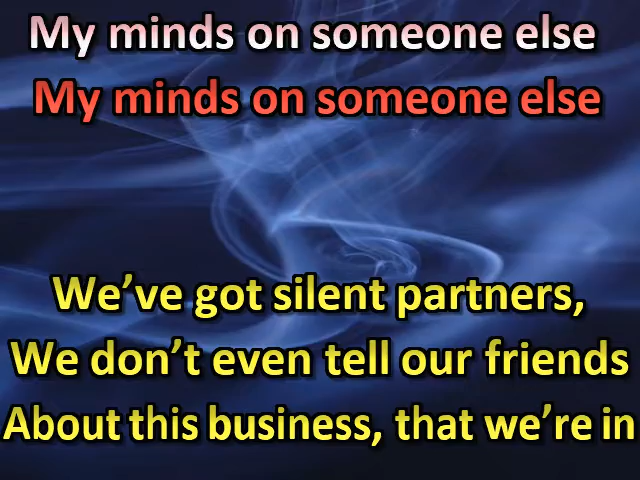 My minds on someone else
My minds on someone else
We've got silent partners,
We don't even tell our friends
About this business, that we're in